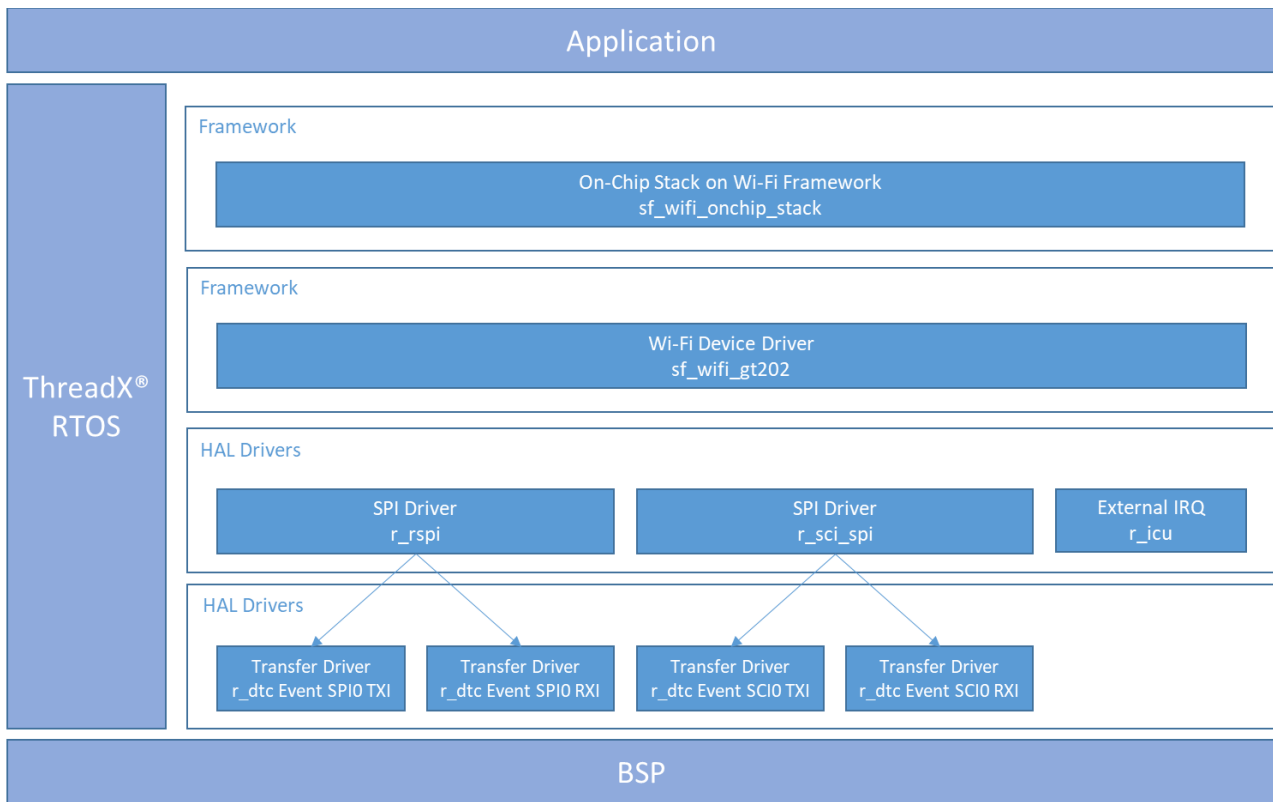 Application
ThreadX®
RTOS
Framework
On-Chip Stack on Wi-Fi Framework
sf_wifi_onchip_stack
Framework
Wi-Fi Device Driver
sf_wifi_gt202
HAL Drivers
SPI Driver
r_rspi
SPI Driver
r_sci_spi
External IRQ
r_icu
HAL Drivers
Transfer Driver
r_dtc Event SPI0 TXI
Transfer Driver
r_dtc Event SPI0 RXI
Transfer Driver
r_dtc Event SCI0 TXI
Transfer Driver
r_dtc Event SCI0 RXI
BSP